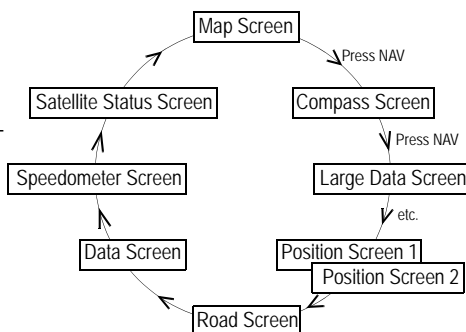 Map Screen
Press NAV
Satellite Status Screen
Compass Screen
Press NAV
Speedometer Screen
Large Data Screen
etc.
Data Screen
Position Screen 1
Position Screen 2
Road Screen